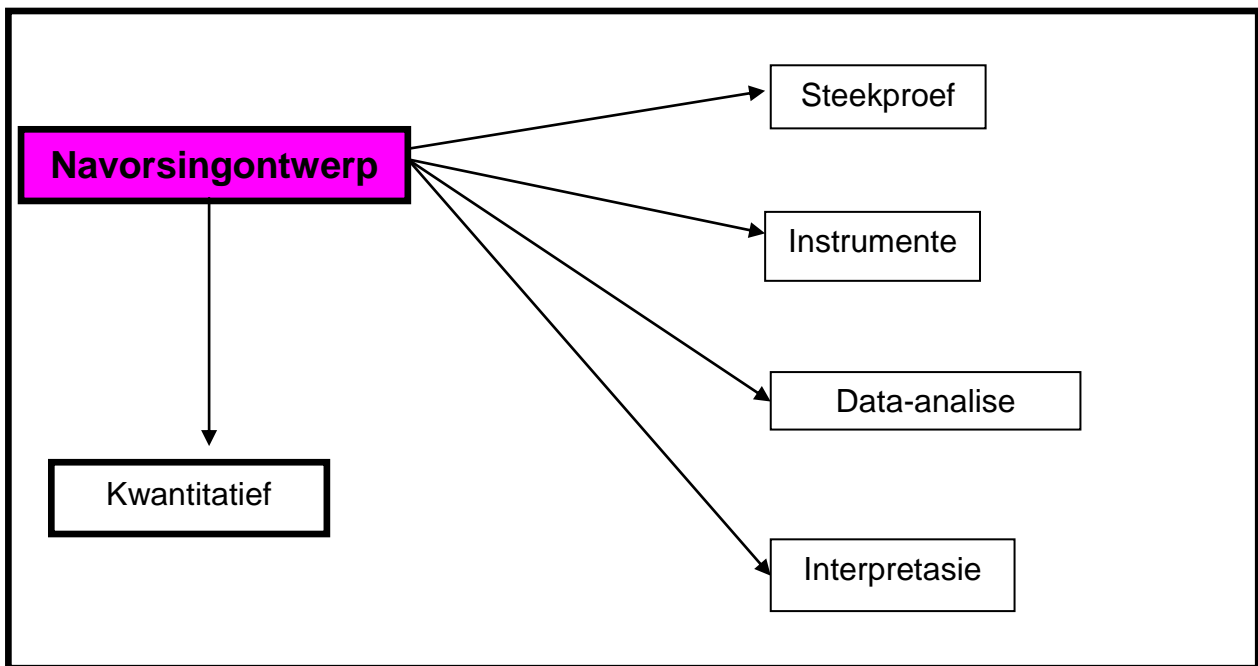 Steekproef
Navorsingontwerp
Instrumente
Data-analise
Kwantitatief
Interpretasie